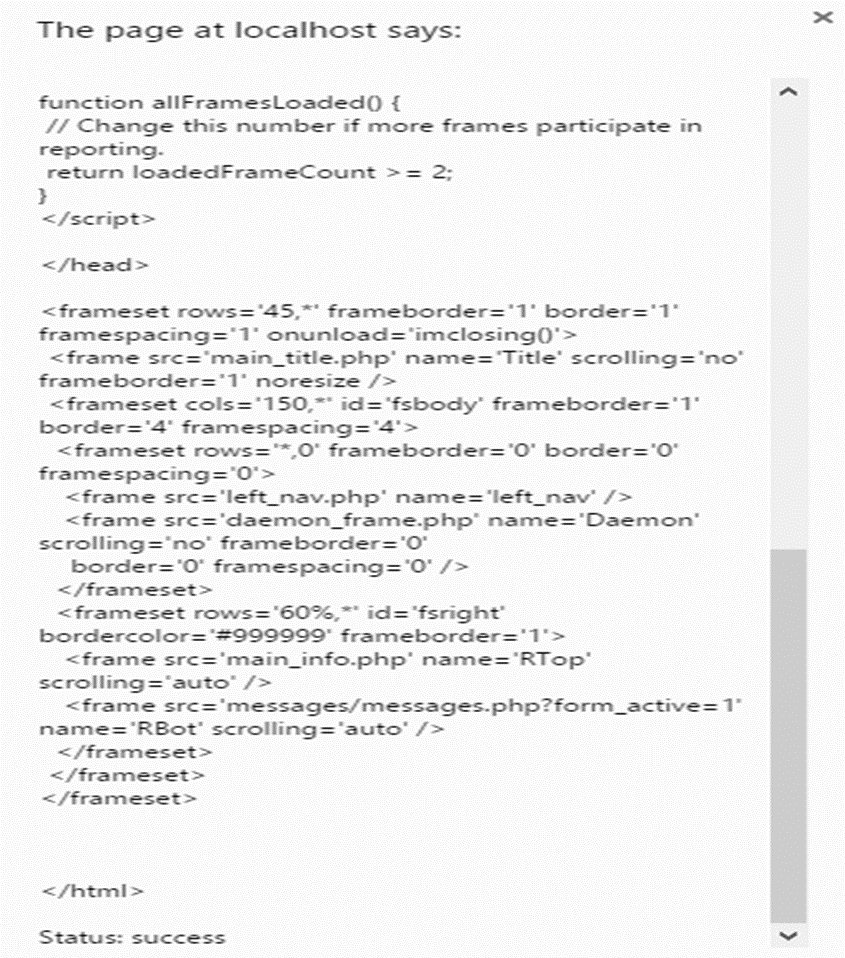 The page at localhost says:
function allFramesLoaded() {
// Change this number if more frames participate in
reporting.
return loadedFrameCount >= 2;
}
</script>
</head>
<frameset rows='45,*' frameborder='1' border='1'
framespacing='1' onunload='imclosing()'>
<frame src='main_title.php' name='Title' scrolling='no'
frameborder='1' noresize />
<frameset cols='150,*' id='fsbody' frameborder='1'
border='4' framespacing='4'>
<frameset rows='*,0' frameborder='0' border='0'
framespacing='0'>
<frame src='left_nav.php' name='left_nav' />
<frame src='daemon_frame.php' name='Daemon'
scrolling='no' frameborder='0'
border='0' framespacing='0' />
</frameset>
<frameset rows='60%,*' id='fsright'
bordercolor='#999999' frameborder='1'>
<frame src='main_info.php' name='RTop'
scrolling='auto' />
<frame src='messages/messages.php?form_active=1'
name='RBot' scrolling='auto' />
</frameset>
</frameset>
</frameset>
</html>
Status: success